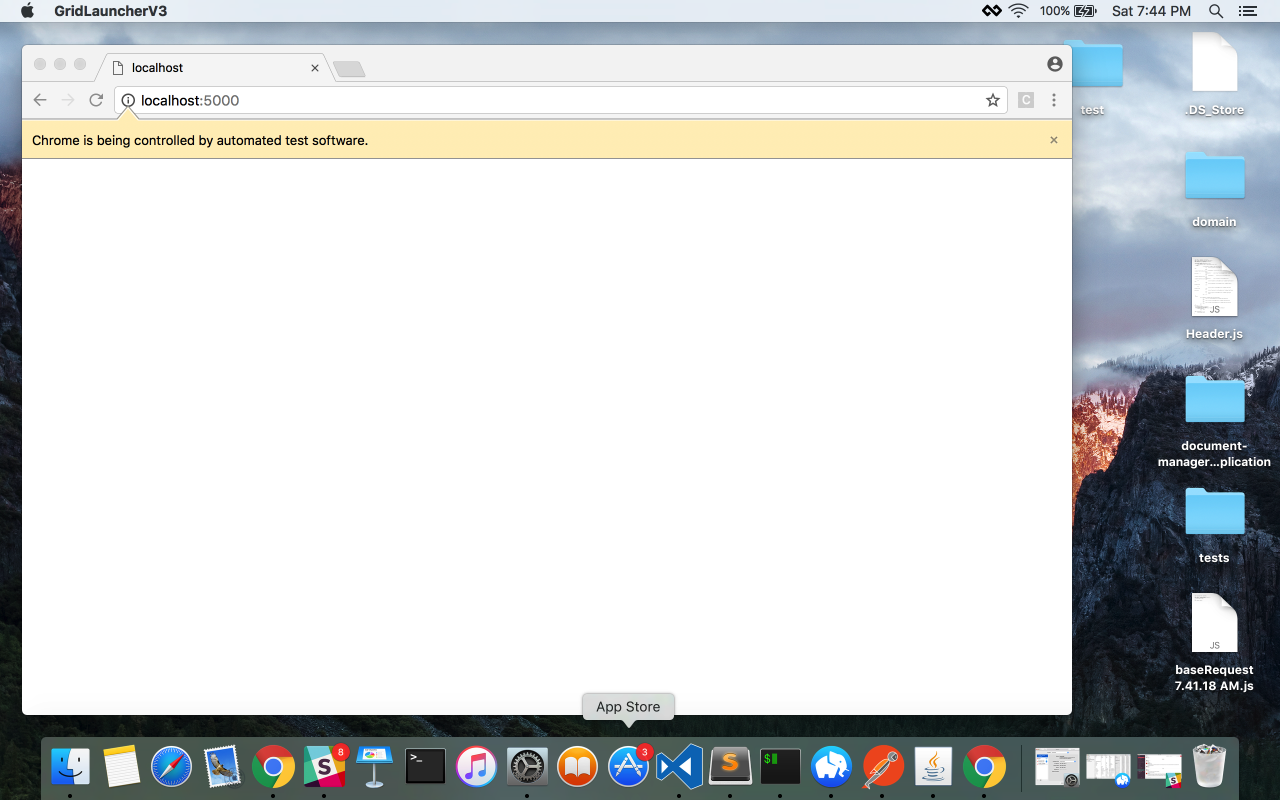 GridLauncherV3
100%
Sat 7:44 PM
localhost
localhost:5000
C
Chrome is being controlled by automated test software.
test
.DS_Store
domain
JS
Header.js
document-
manager...plication
tests
JS
baseRequest
7.41.18 AM.js
App Store
8
>_
3
S
$